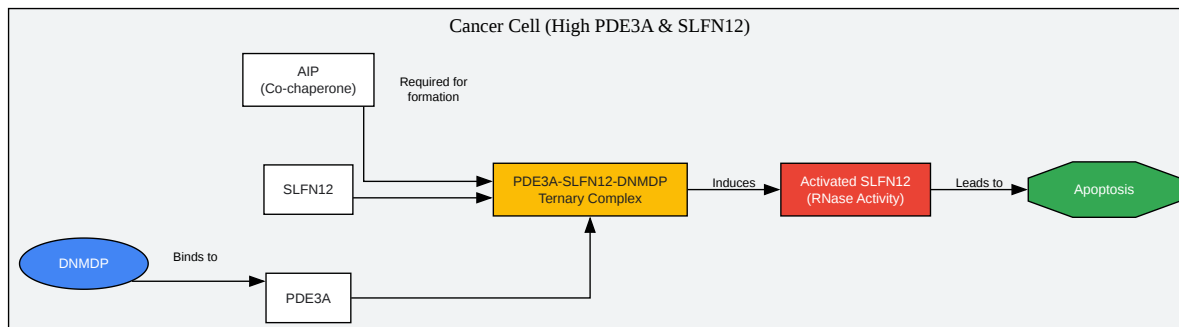 Cancer Cell (High PDE3A & SLFN12)
AIP
(Co-chaperone)
Required for
formation
SLFN12
PDE3A-SLFN12-DNMDP
Ternary Complex
Induces
Activated SLFN12
(RNase Activity)
Leads to
Apoptosis
DNMDP
Binds to
PDE3A